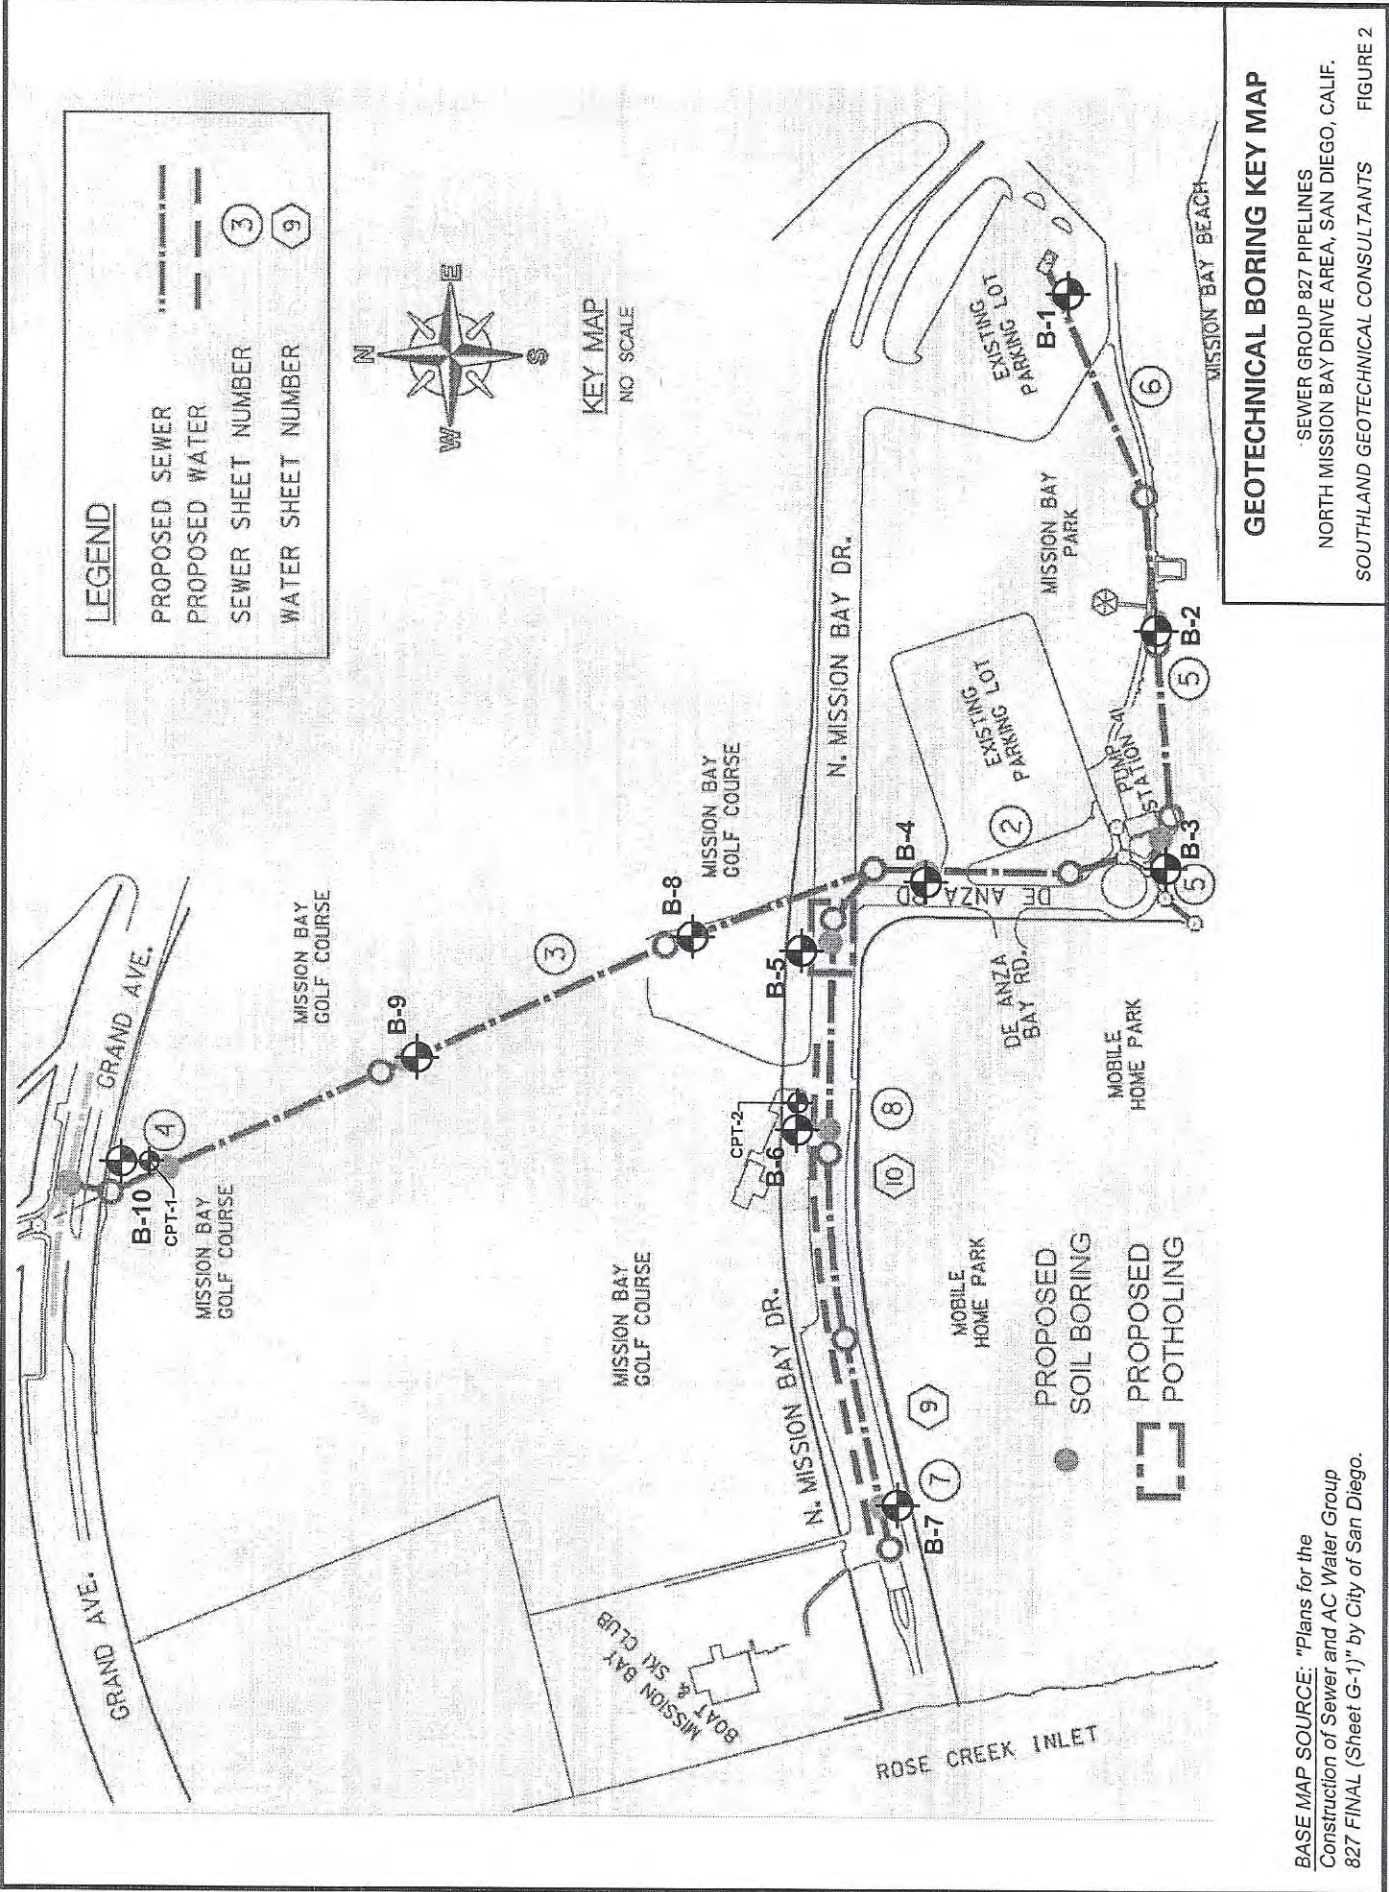 LEGEND
PROPOSED SEWER
PROPOSED WATER
SEWER SHEET NUMBER 3
WATER SHEET NUMBER 9
N
E
S
W
KEY MAP
NO SCALE
GRAND AVE.
GRAND AVE.
B-10
CPT-1
4
MISSION BAY
GOLF COURSE
MISSION BAY
GOLF COURSE
B-9
3
B-8
MISSION BAY
GOLF COURSE
MISSION BAY
GOLF COURSE
MISSION BAY
BOAT &
SKI CLUB
ROSE CREEK INLET
N. MISSION BAY DR.
N. MISSION BAY DR.
CPT-2
B-6
B-5
B-7
7
9
10
8
MOBILE
HOME PARK
MOBILE
HOME PARK
DE ANZA
BAY RD.
DE ANZA RD
B-4
2
EXISTING
PARKING LOT
PUMP
STATION
B-3
5
5
B-2
MISSION BAY
PARK
EXISTING
PARKING LOT
B-1
6
MISSION BAY BEACH
PROPOSED
SOIL BORING
PROPOSED
POTHOLING
BASE MAP SOURCE: "Plans for the
Construction of Sewer and AC Water Group
827 FINAL (Sheet G-1)" by City of San Diego.
GEOTECHNICAL BORING KEY MAP
SEWER GROUP 827 PIPELINES
NORTH MISSION BAY DRIVE AREA, SAN DIEGO, CALIF.
SOUTHLAND GEOTECHNICAL CONSULTANTS FIGURE 2